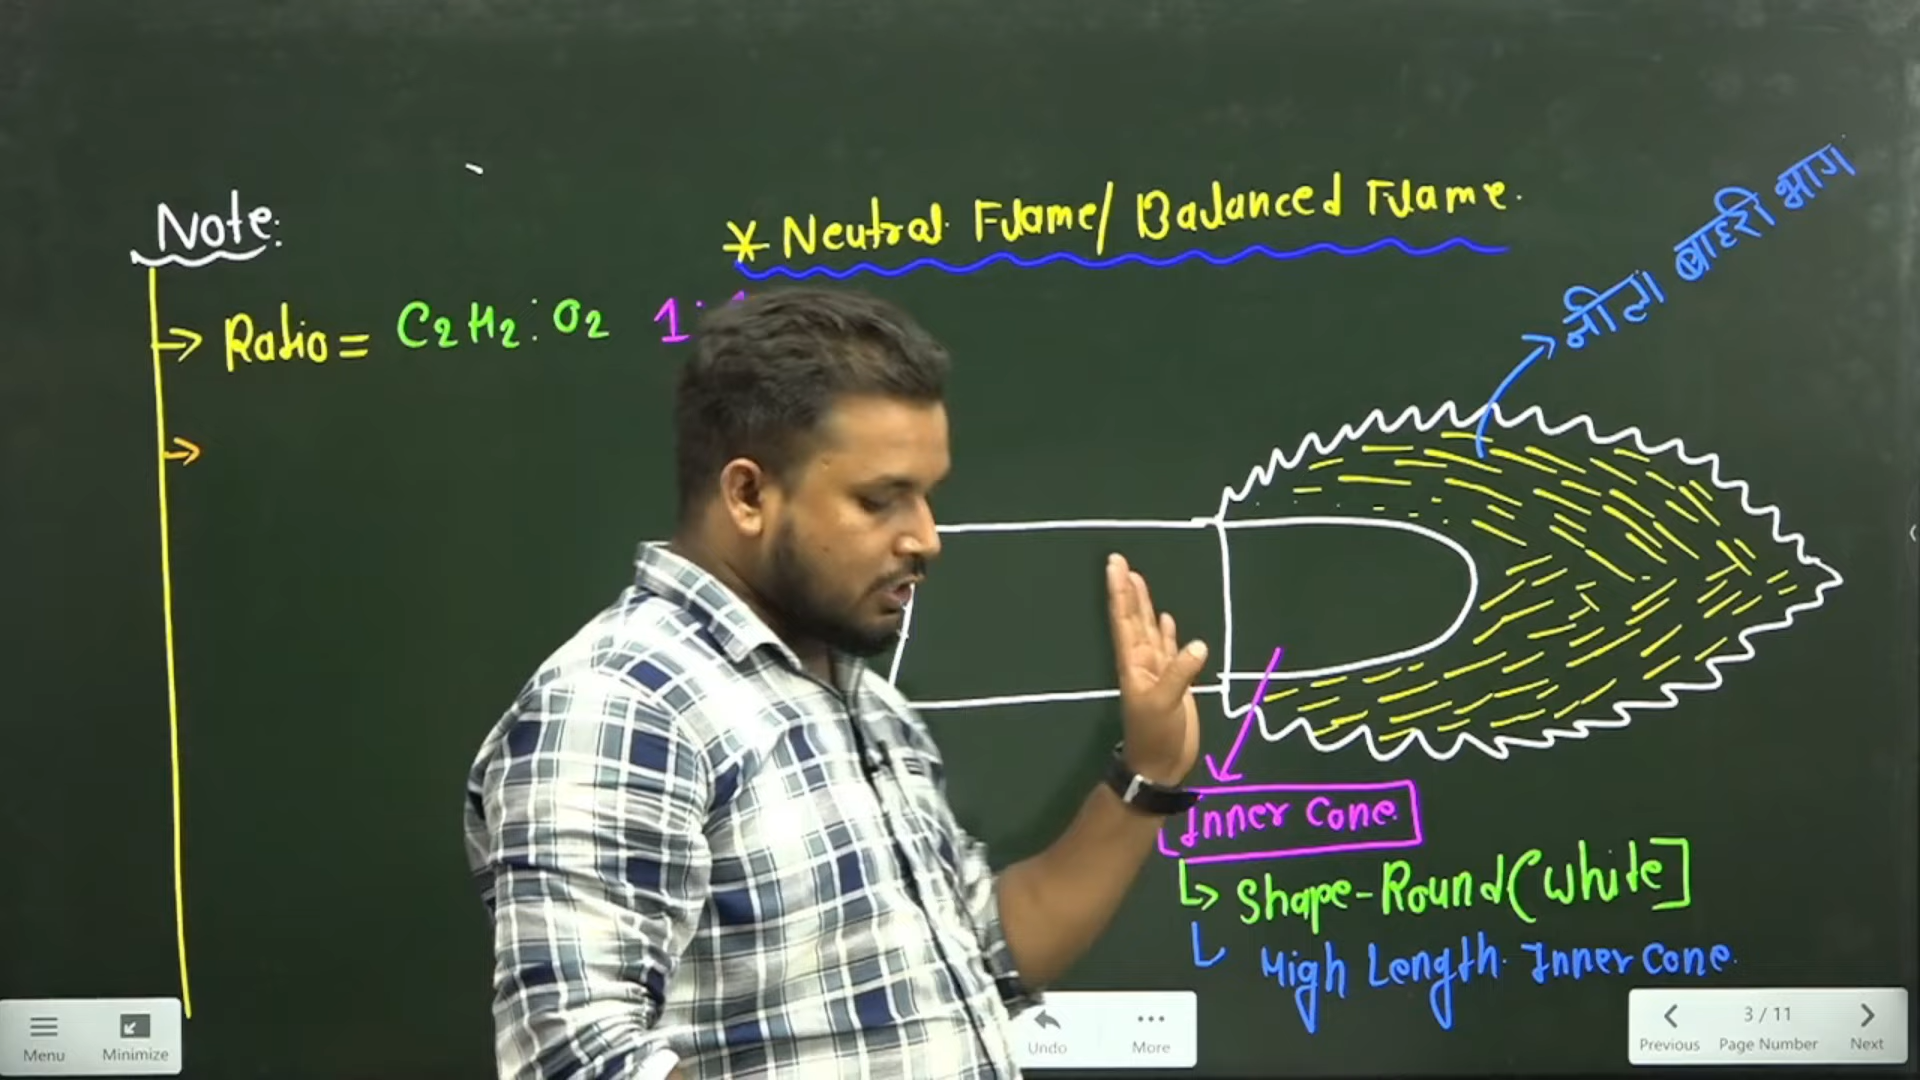 Note:
* Neutral Flame/ Balanced Flame.
नीला बाहरी भाग
→ Ratio = C2H2:O2 1:
Inner Cone
Shape-Round(White]
High Length Inner Cone.
Menu
Minimize
Undo
More
Previous
3 / 11
Page Number
Next